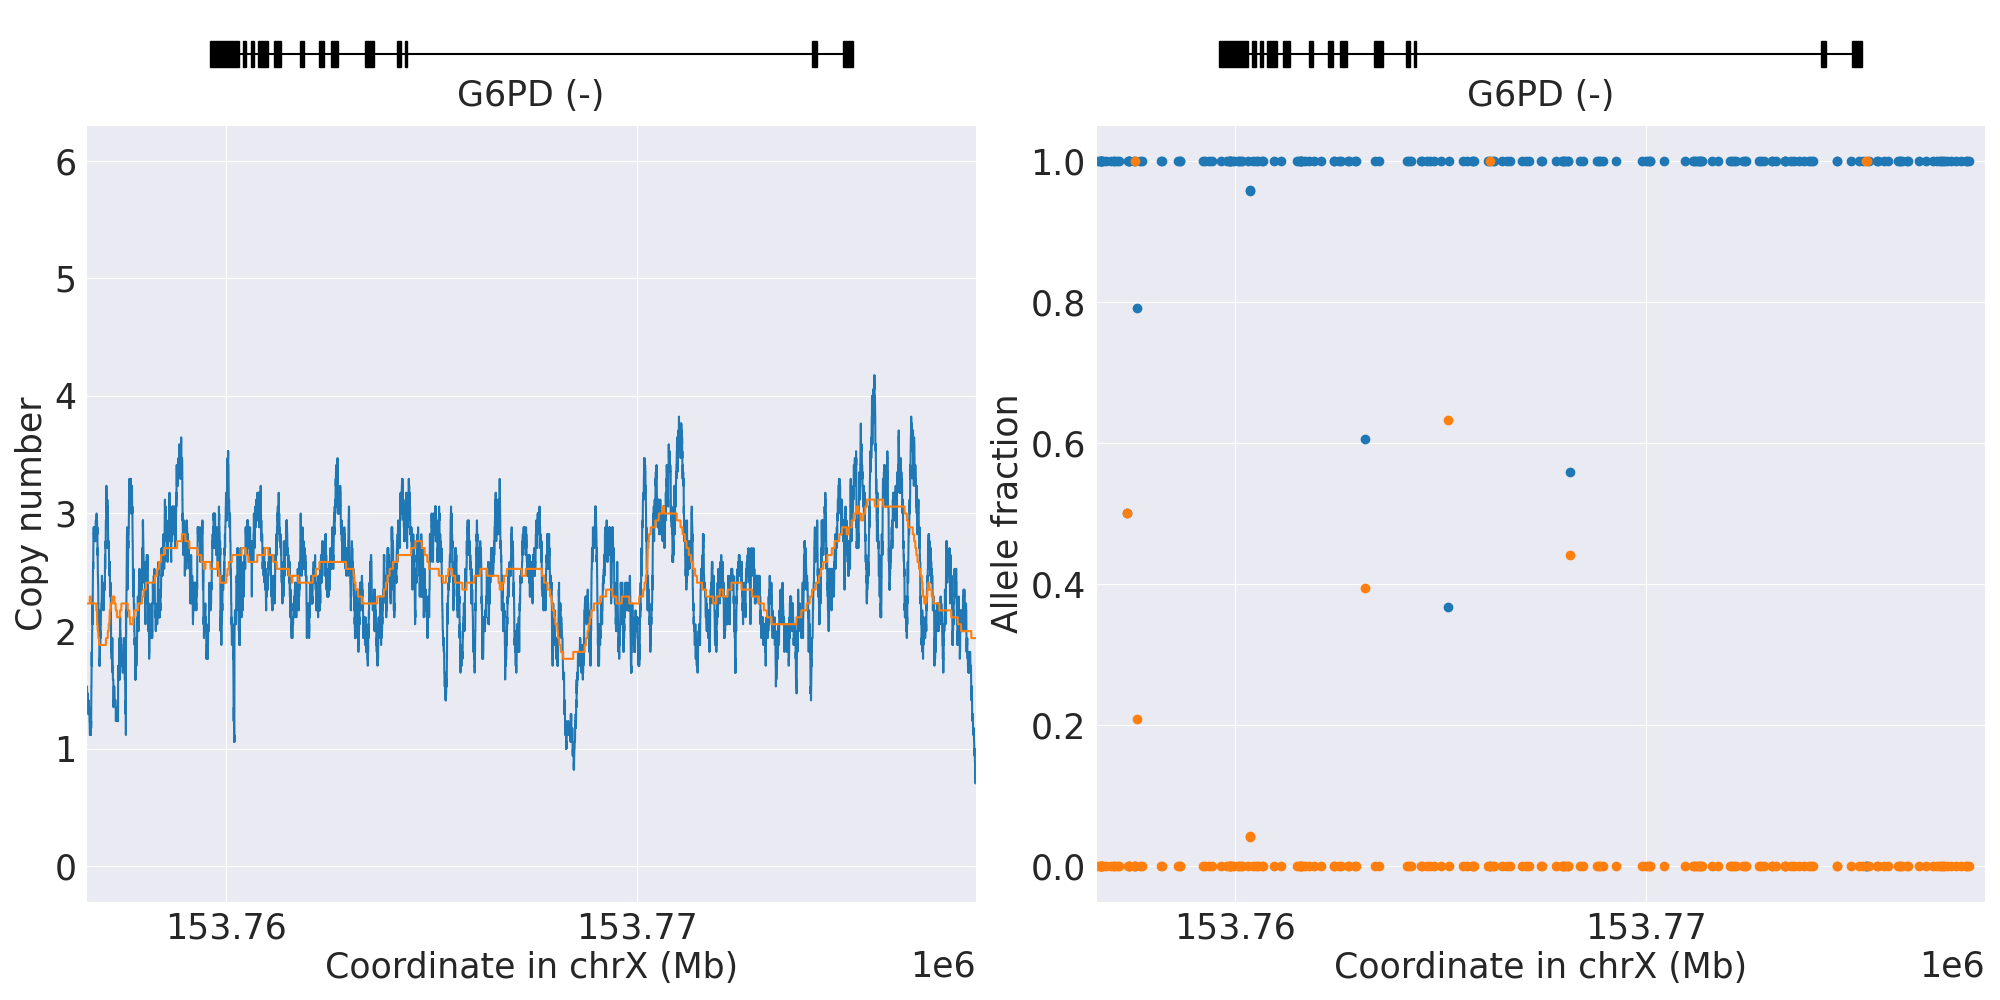 G6PD (-)
6
5
4
3
2
1
0
Copy number
153.76
153.77
Coordinate in chrX (Mb)
1e6
G6PD (-)
1.0
0.8
0.6
0.4
0.2
0.0
Allele fraction
153.76
153.77
Coordinate in chrX (Mb)
1e6